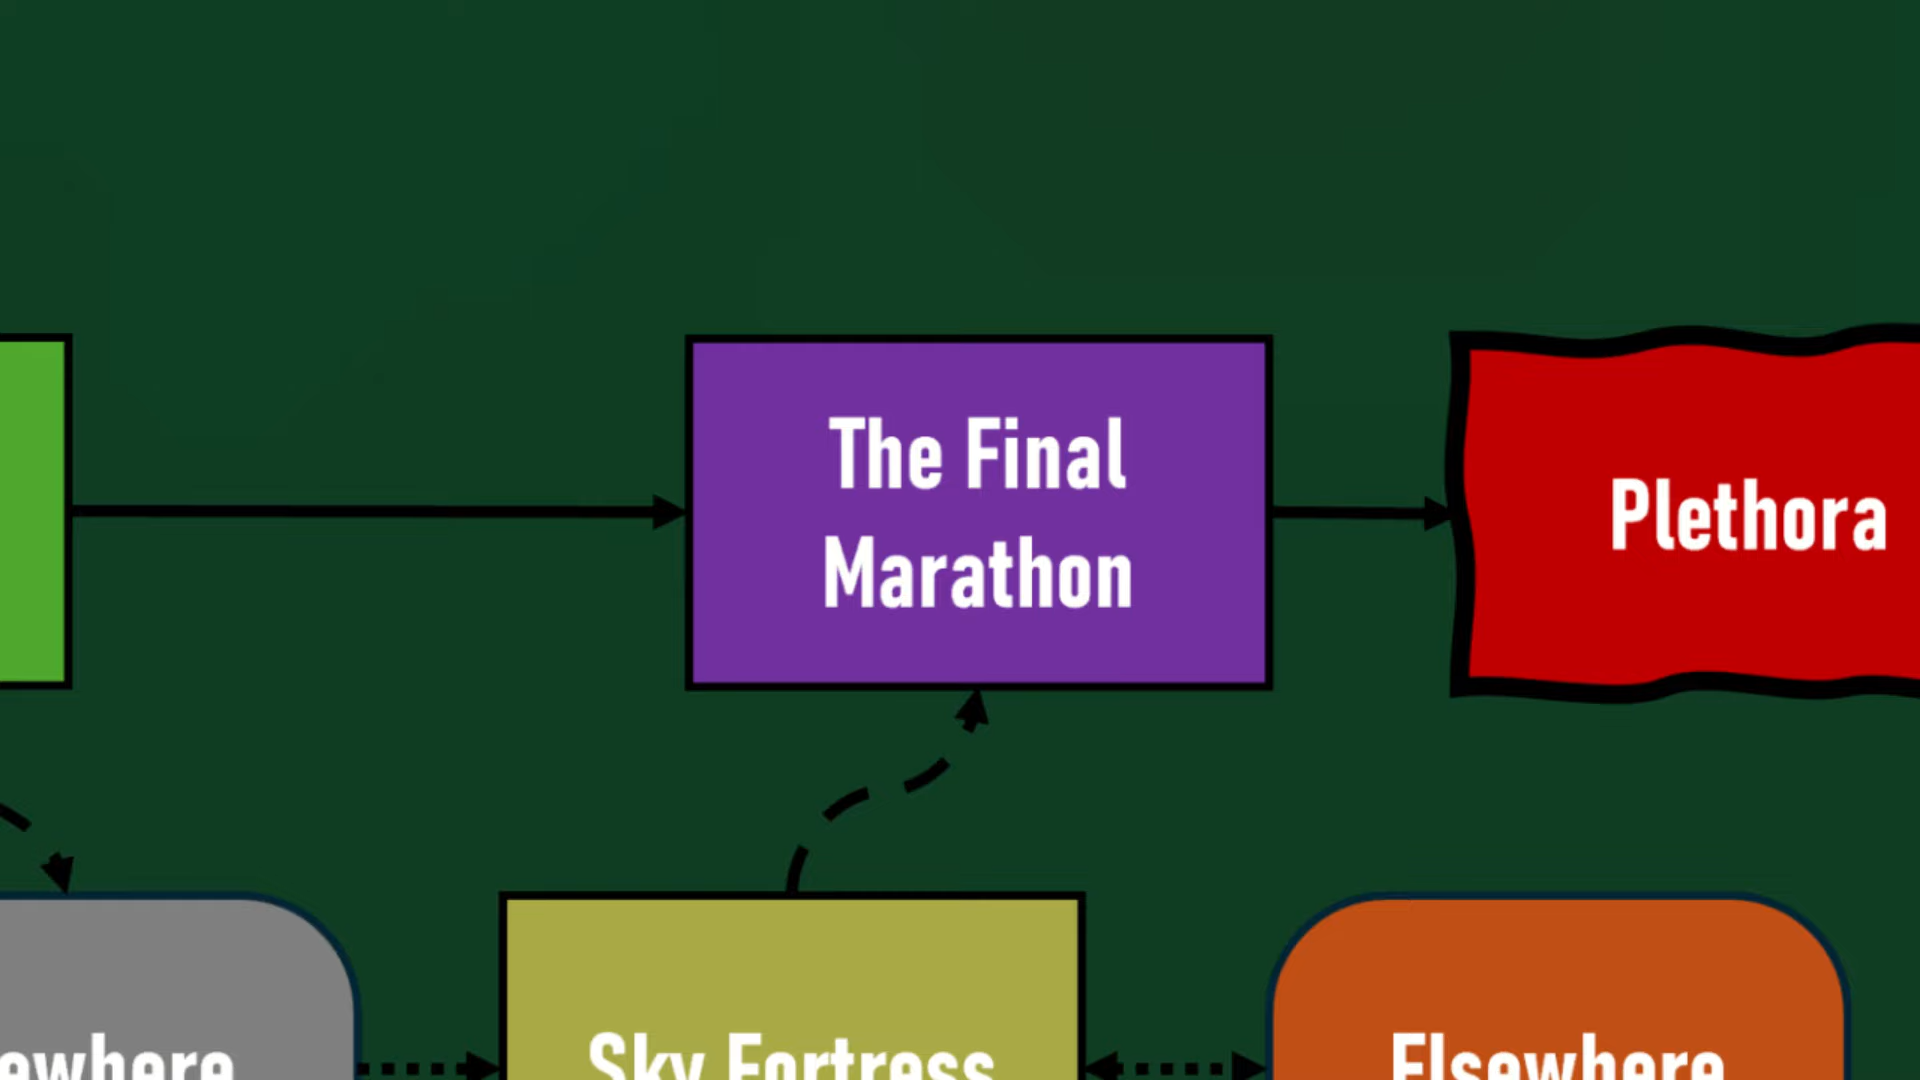 The Final
Marathon
Plethora
ewhere
Sky Fortress
Elsewhere